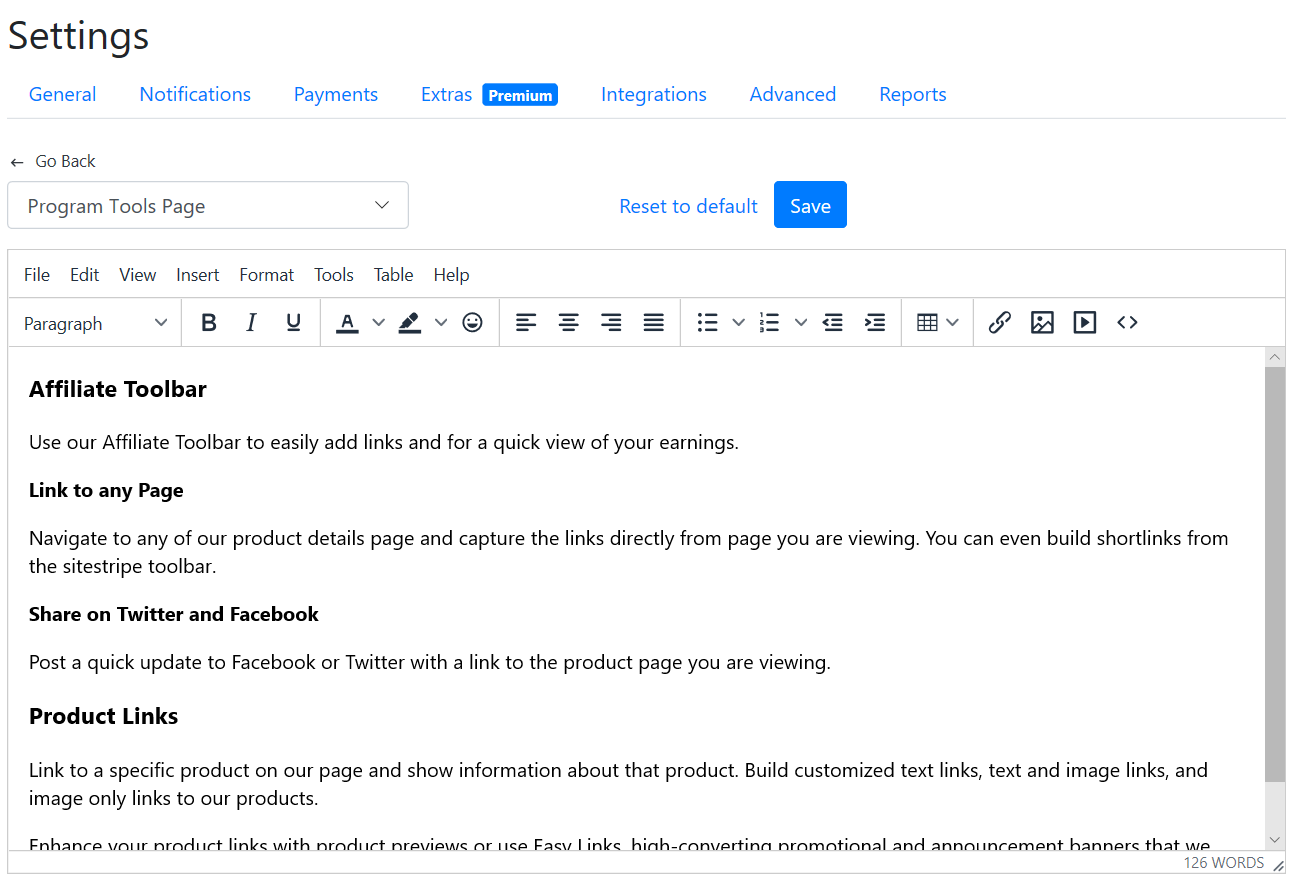 Settings
General Notifications Payments Extras Premium Integrations Advanced Reports
← Go Back
Program Tools Page Reset to default Save
File Edit View Insert Format Tools Table Help
Paragraph B I U A
Affiliate Toolbar
Use our Affiliate Toolbar to easily add links and for a quick view of your earnings.
Link to any Page
Navigate to any of our product details page and capture the links directly from page you are viewing. You can even build shortlinks from
the sitestripe toolbar.
Share on Twitter and Facebook
Post a quick update to Facebook or Twitter with a link to the product page you are viewing.
Product Links
Link to a specific product on our page and show information about that product. Build customized text links, text and image links, and
image only links to our products.
Enhance your product links with product previews or use Easy Links, high-converting promotional and announcement banners that we
126 WORDS